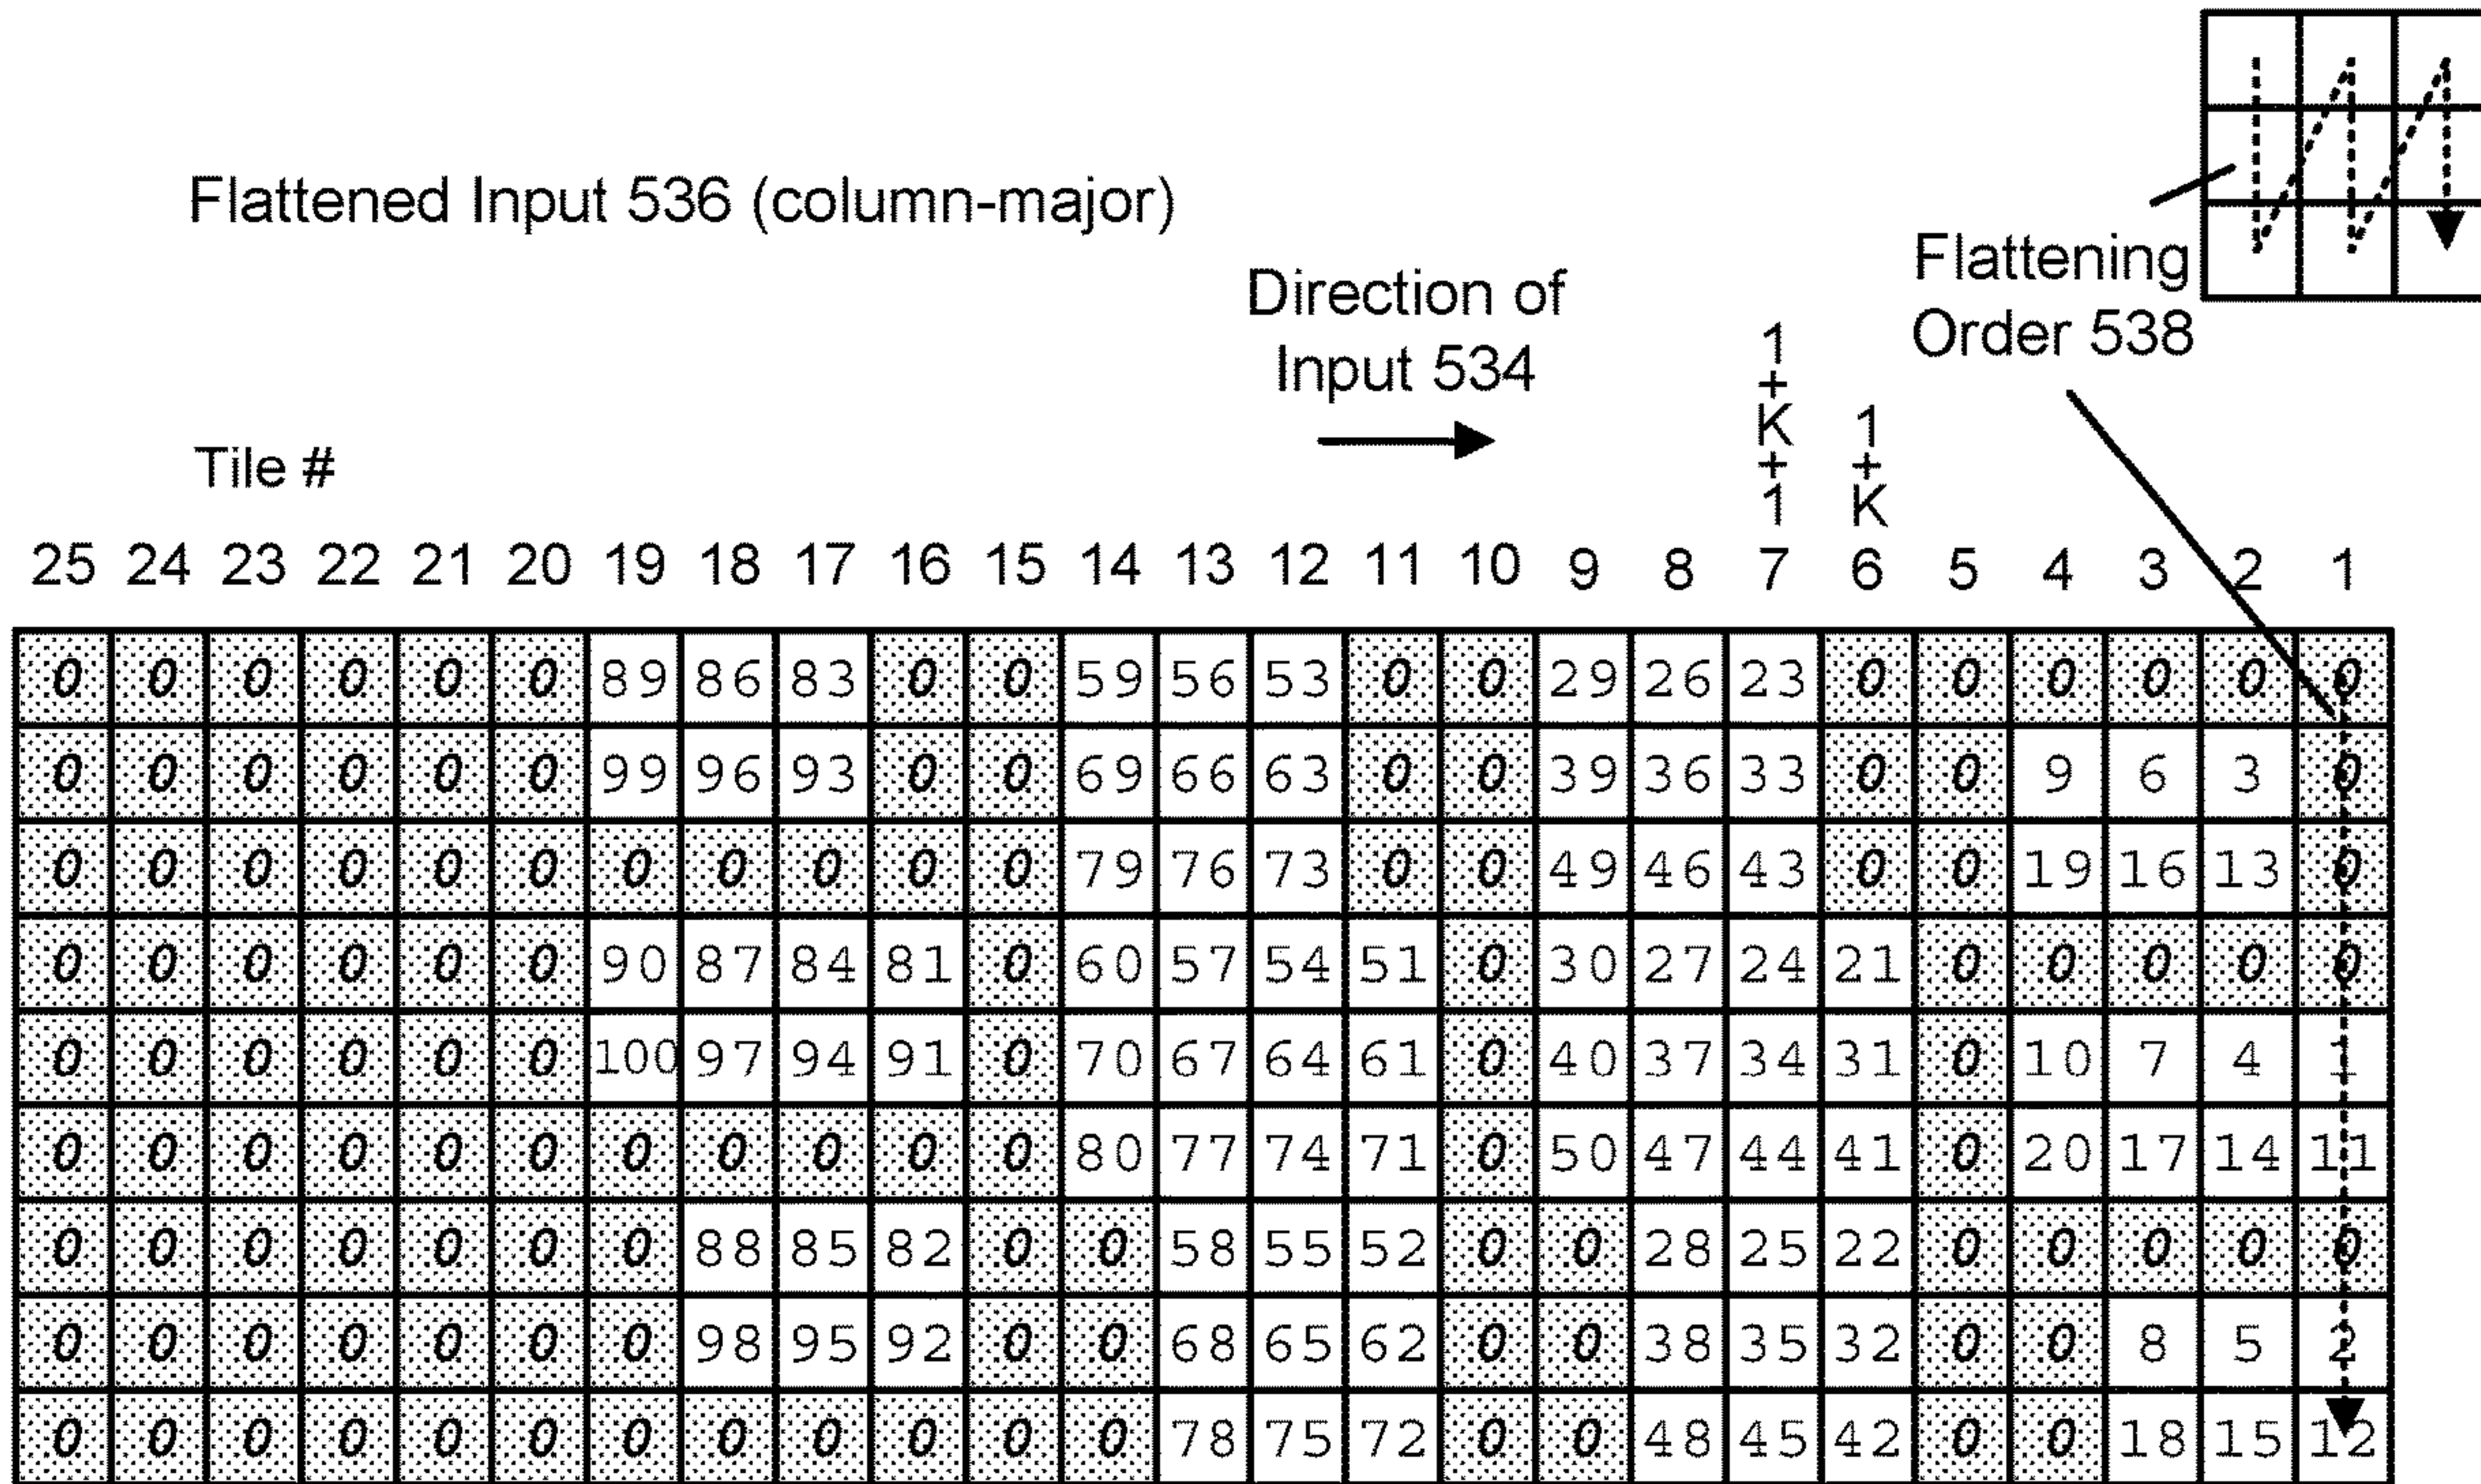 Flattened Input 536 (column-major)
Direction of
Input 534
Flattening
Order 538
1
+
K
+
1
1
+
K
Tile #
25 24 23 22 21 20 19 18 17 16 15 14 13 12 11 10 9 8 7 6 5 4 3 2 1
0 0 0 0 0 0 89 86 83 0 0 59 56 53 0 0 29 26 23 0 0 0 0 0 0
0 0 0 0 0 0 99 96 93 0 0 69 66 63 0 0 39 36 33 0 0 9 6 3 0
0 0 0 0 0 0 0 0 0 0 0 79 76 73 0 0 49 46 43 0 0 19 16 13 0
0 0 0 0 0 0 90 87 84 81 0 60 57 54 51 0 30 27 24 21 0 0 0 0 0
0 0 0 0 0 0 100 97 94 91 0 70 67 64 61 0 40 37 34 31 0 10 7 4 1
0 0 0 0 0 0 0 0 0 0 0 80 77 74 71 0 50 47 44 41 0 20 17 14 11
0 0 0 0 0 0 0 88 85 82 0 0 58 55 52 0 0 28 25 22 0 0 0 0 0
0 0 0 0 0 0 0 98 95 92 0 0 68 65 62 0 0 38 35 32 0 0 8 5 2
0 0 0 0 0 0 0 0 0 0 0 0 78 75 72 0 0 48 45 42 0 0 18 15 12